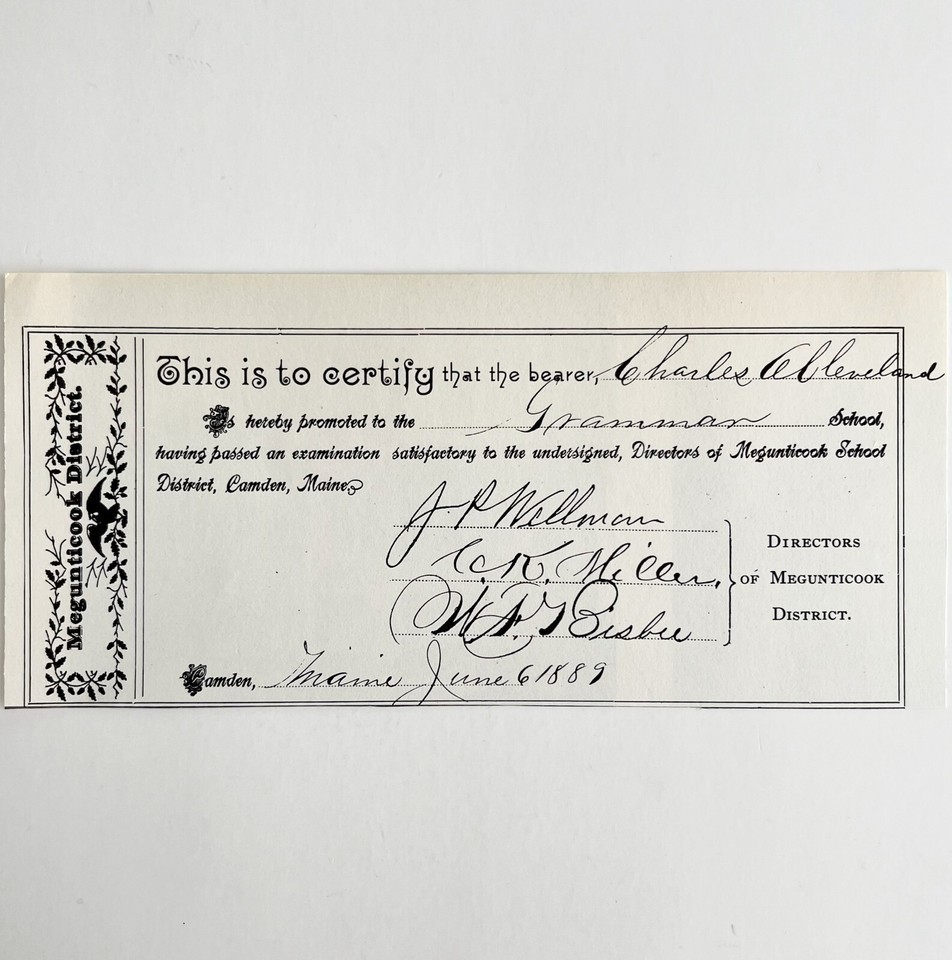 Megunticook District.
This is to certify that the bearer, Charles A Cleveland
Is hereby promoted to the Grammar School,
having passed an examination satisfactory to the undersigned, Directors of Megunticook School
District, Camden, Maine
J P Wellman
C. K. Miller,
W. F. Bisbee
DIRECTORS
OF MEGUNTICOOK
DISTRICT.
Camden, Maine June 6 1889